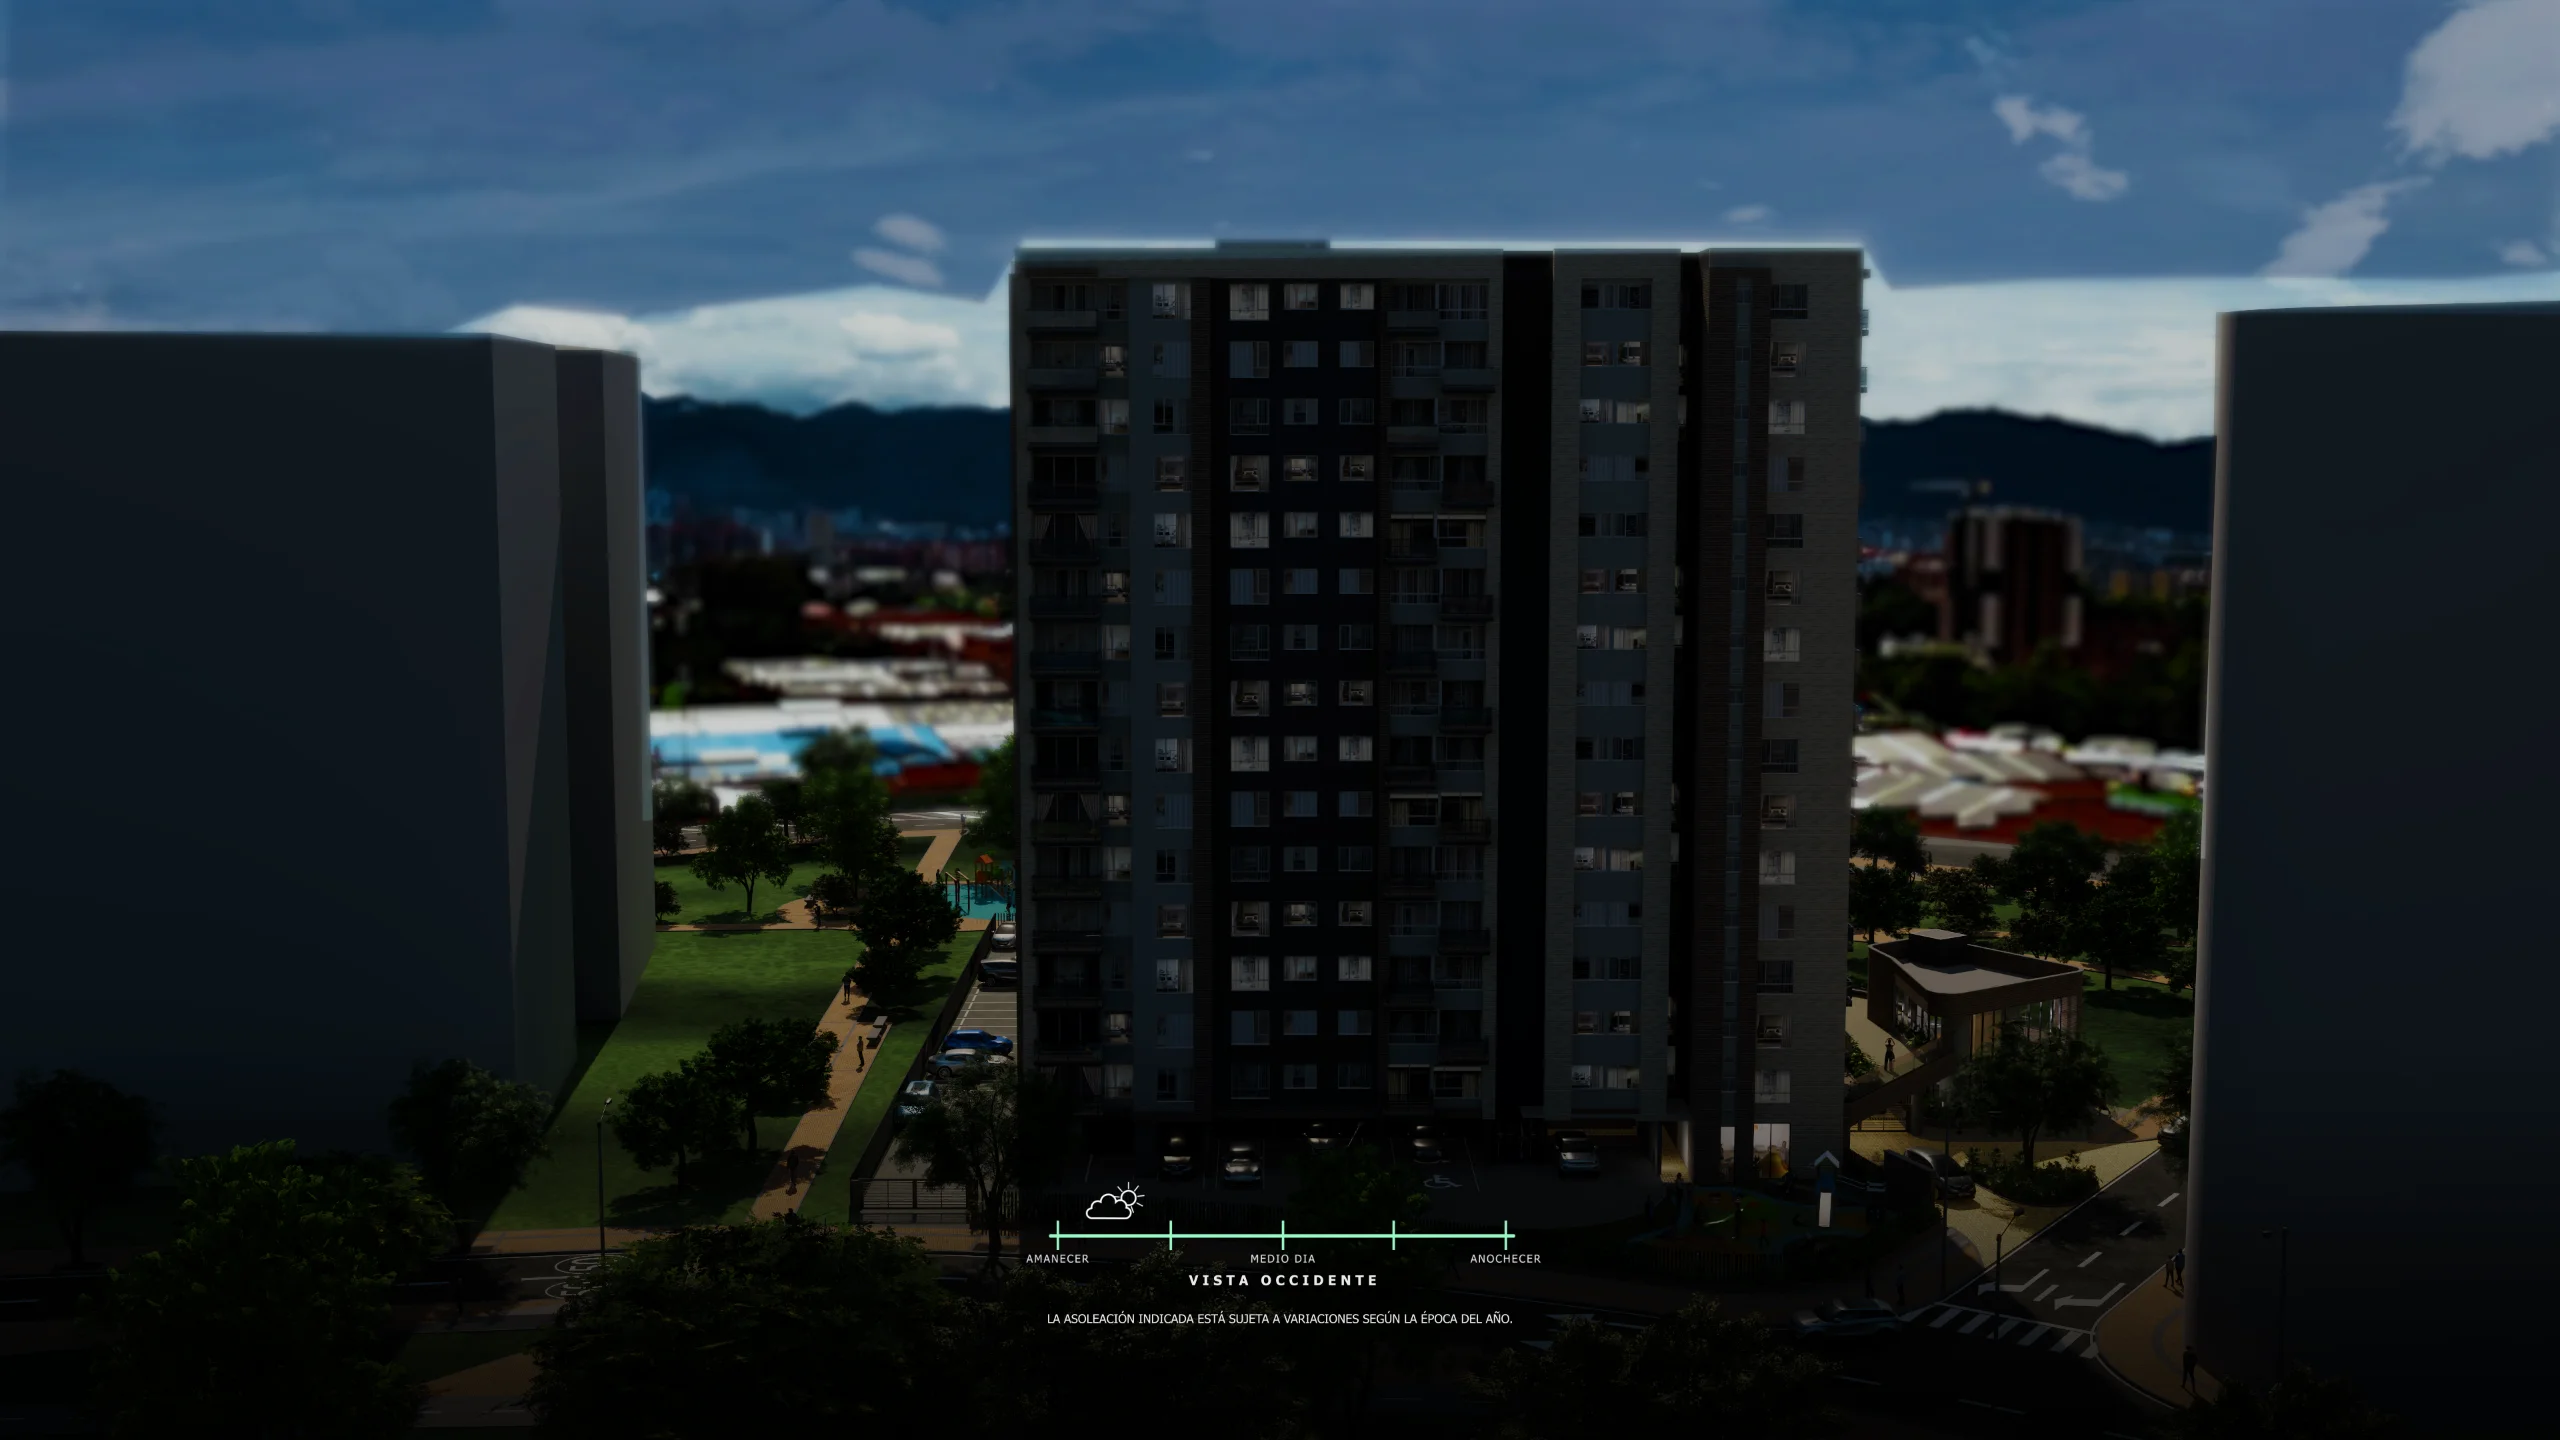 AMANECER MEDIO DIA ANOCHECER
VISTA OCCIDENTE
LA ASOLEACIÓN INDICADA ESTÁ SUJETA A VARIACIONES SEGÚN LA ÉPOCA DEL AÑO.